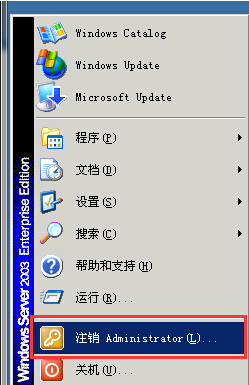 Windows Catalog
Windows Update
Microsoft Update
程序(P)
文档(D)
设置(S)
搜索(C)
帮助和支持(H)
运行(R)...
注销 Administrator(L)...
关机(U)...
Windows Server 2003 Enterprise Edition